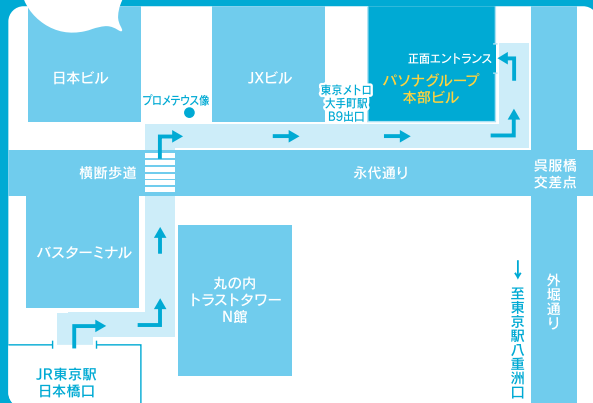 日本ビル
JXビル
正面エントランス
パソナグループ
本部ビル
プロメテウス像
東京メトロ
大手町駅
B9出口
横断歩道
永代通り
呉服橋
交差点
バスターミナル
丸の内
トラストタワー
N館
外堀通り
至東京駅八重洲口
JR東京駅
日本橋口